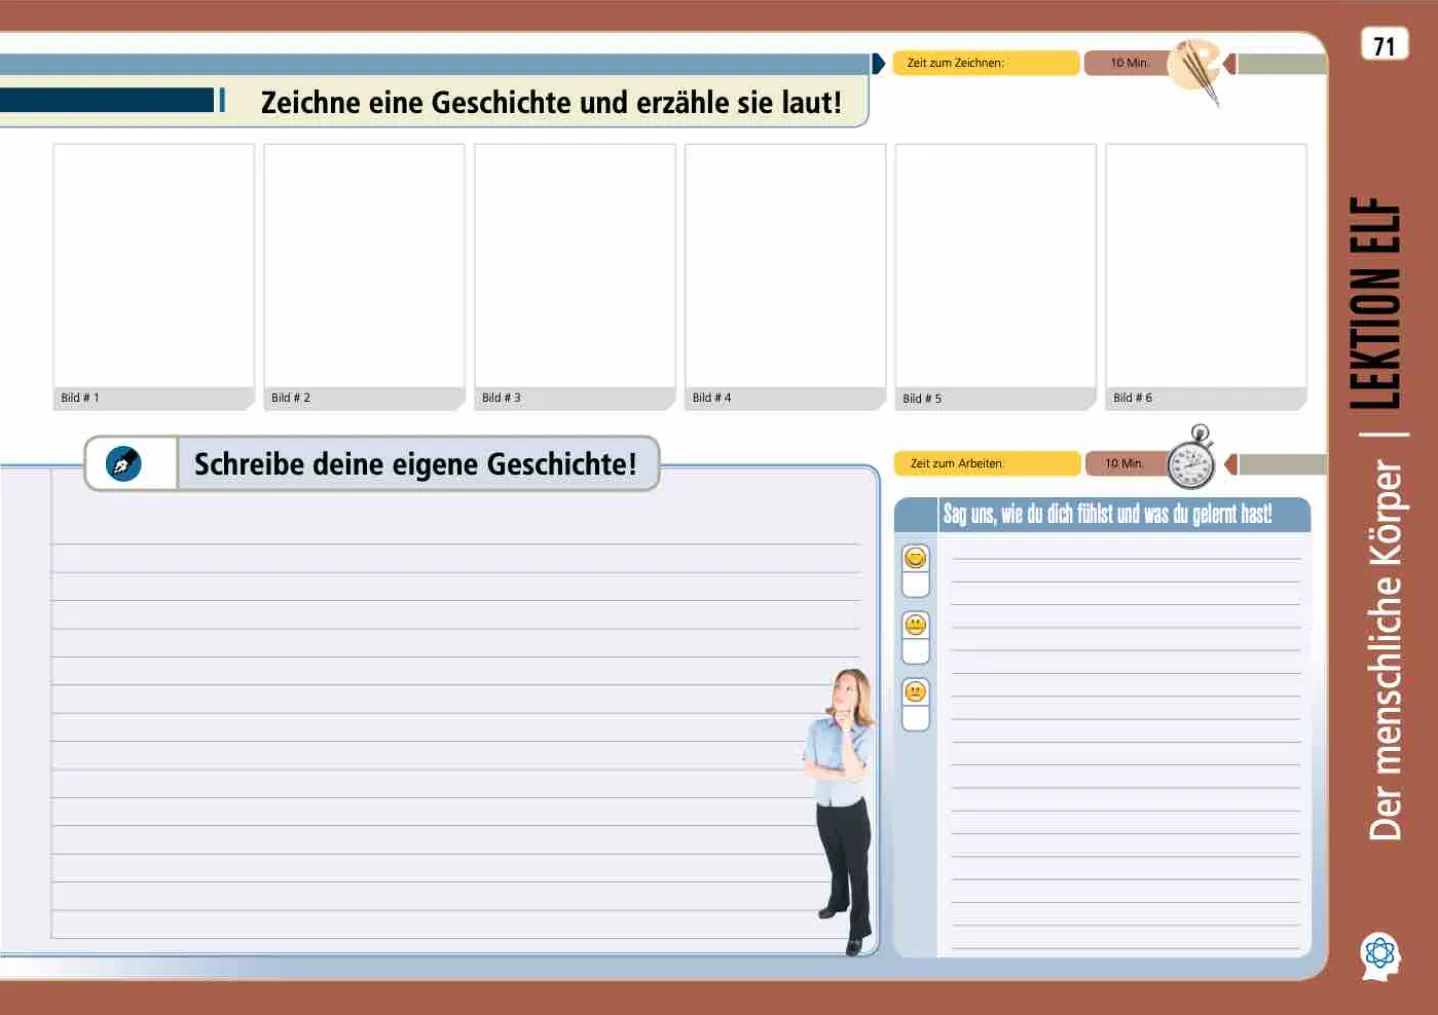 71
Zeit zum Zeichnen:
10 Min.
Zeichne eine Geschichte und erzähle sie laut!
Bild # 1
Bild # 2
Bild # 3
Bild # 4
Bild # 5
Bild # 6
Schreibe deine eigene Geschichte!
Zeit zum Arbeiten:
10 Min.
Sag uns, wie du dich fühlst und was du gelernt hast!
Der menschliche Körper | LEKTION ELF